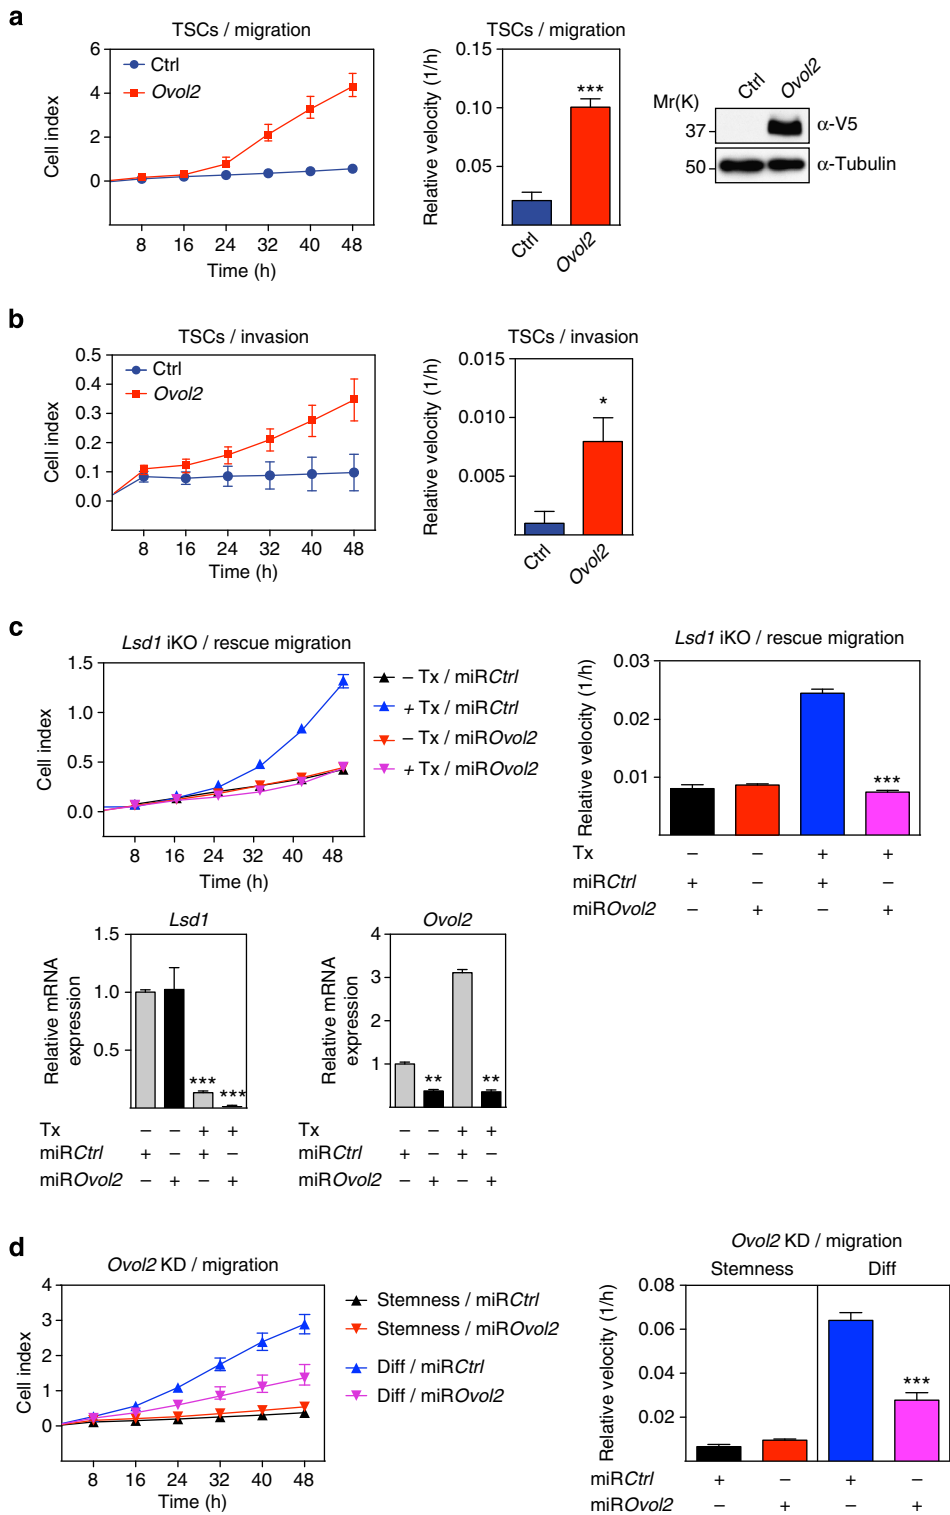 a
TSCs / migration
Cell index
6
4
2
0
Ctrl
Ovol2
8 16 24 32 40 48
Time (h)
TSCs / migration
Relative velocity (1/h)
0.15
0.10
0.05
***
Ctrl
Ovol2
Ctrl
Ovol2
Mr(K)
37
α-V5
50
α-Tubulin
b
TSCs / invasion
Cell index
0.5
0.4
0.3
0.2
0.1
0.0
Ctrl
Ovol2
8 16 24 32 40 48
Time (h)
TSCs / invasion
Relative velocity (1/h)
0.015
0.010
0.005
*
Ctrl
Ovol2
c
Lsd1 iKO / rescue migration
Cell index
1.5
1.0
0.5
0.0
8 16 24 32 40 48
Time (h)
– Tx / miRCtrl
+ Tx / miRCtrl
– Tx / miROvol2
+ Tx / miROvol2
Lsd1 iKO / rescue migration
Relative velocity (1/h)
0.03
0.02
0.01
***
Tx – – + +
miRCtrl + – + –
miROvol2 – + – +
Lsd1
Relative mRNA
expression
1.5
1.0
0.5
*** ***
Tx – – + +
miRCtrl + – + –
miROvol2 – + – +
Ovol2
Relative mRNA
expression
4
3
2
1
** **
Tx – – + +
miRCtrl + – + –
miROvol2 – + – +
d
Ovol2 KD / migration
Cell index
4
3
2
1
0
8 16 24 32 40 48
Time (h)
Stemness / miRCtrl
Stemness / miROvol2
Diff / miRCtrl
Diff / miROvol2
Ovol2 KD / migration
Stemness Diff
Relative velocity (1/h)
0.08
0.06
0.04
0.02
***
miRCtrl + – + –
miROvol2 – + – +